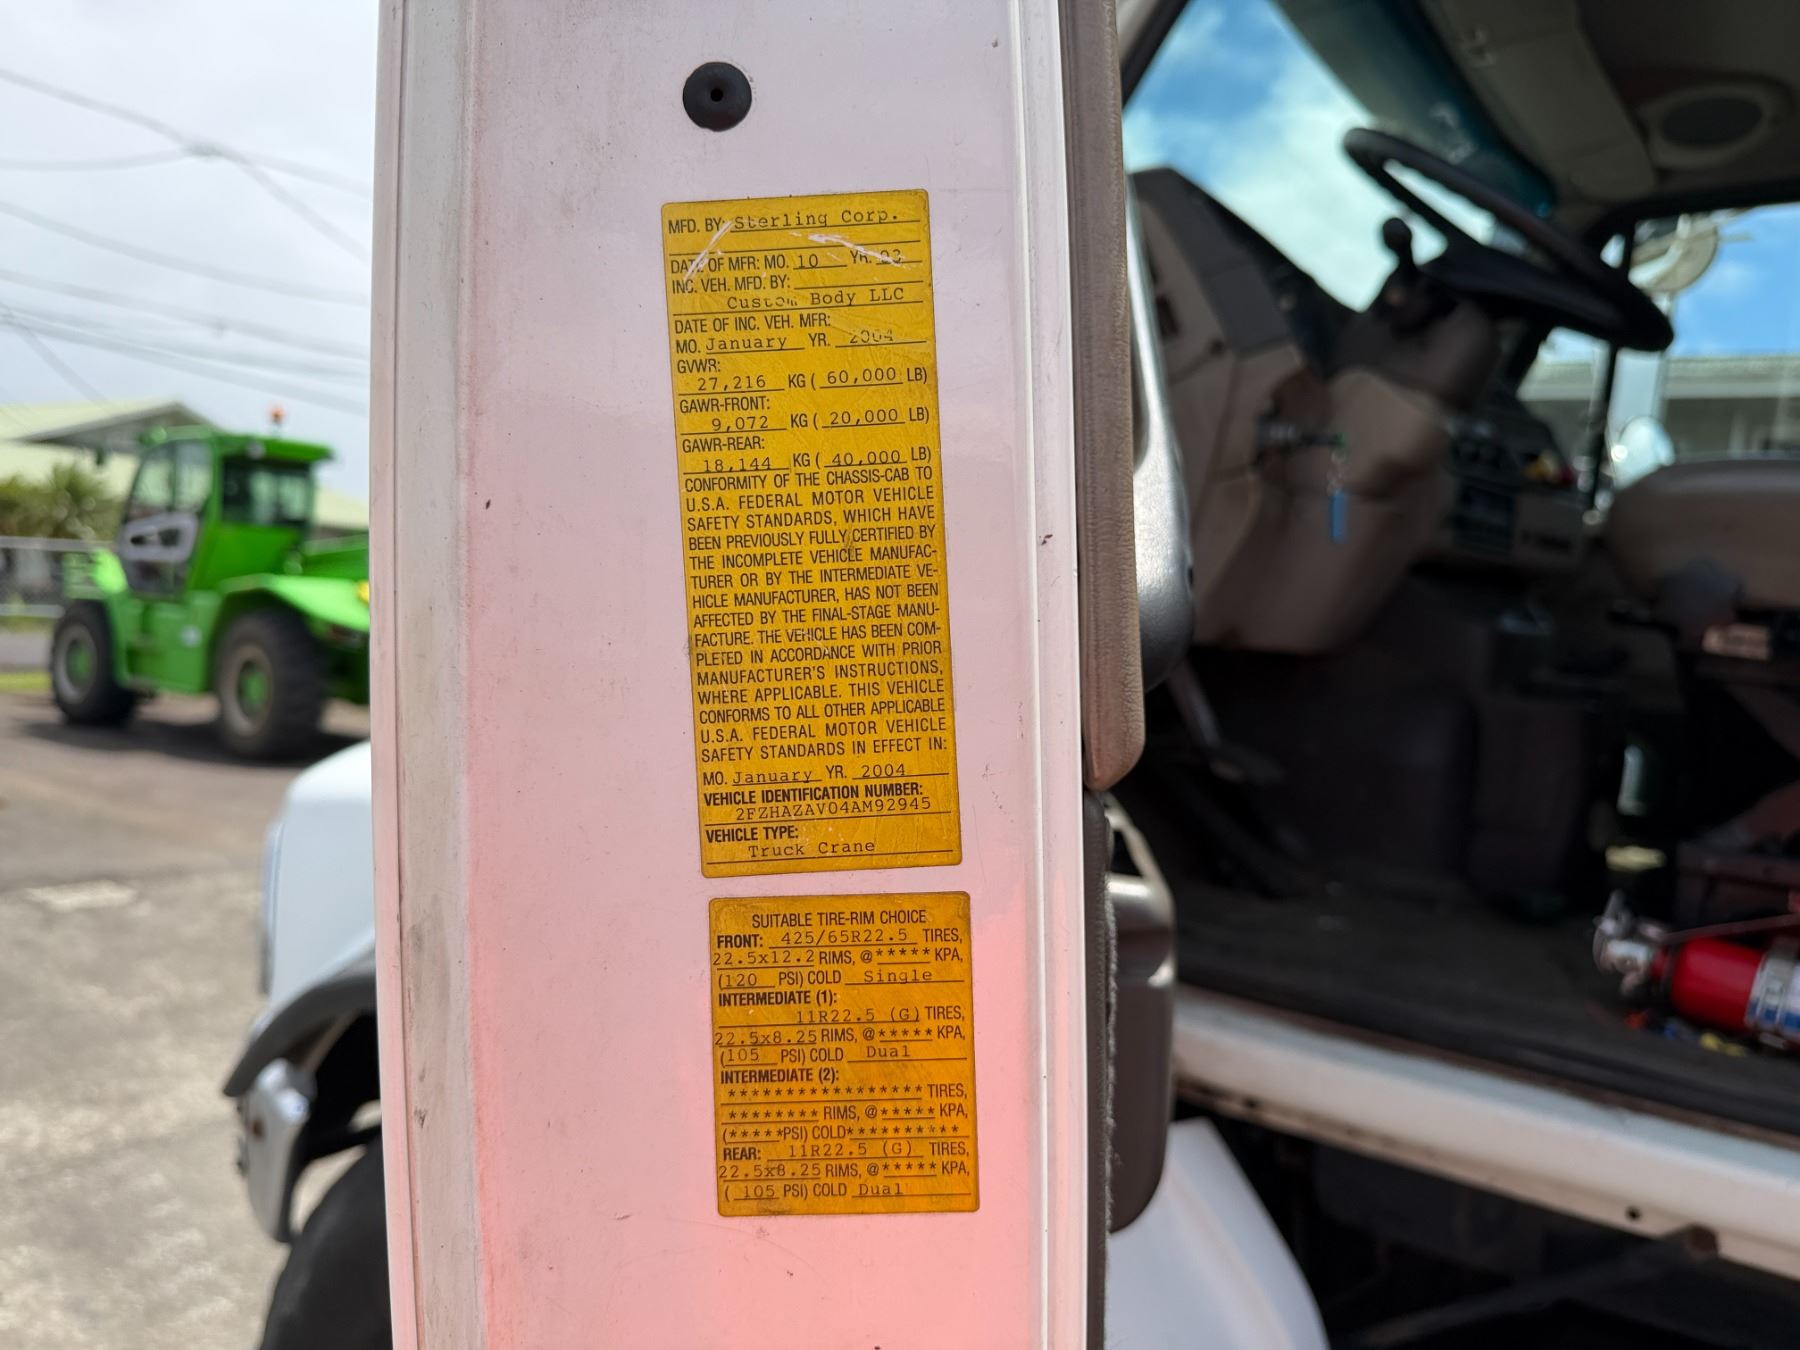 MFD. BY: Sterling Corp.
DATE OF MFR: MO. 10 YR. 03
INC. VEH. MFD. BY:
Custom Body LLC
DATE OF INC. VEH. MFR:
MO. January YR. 2004
GVWR:
27,216 KG ( 60,000 LB)
GAWR-FRONT:
9,072 KG ( 20,000 LB)
GAWR-REAR:
18,144 KG ( 40,000 LB)
CONFORMITY OF THE CHASSIS-CAB TO
U.S.A. FEDERAL MOTOR VEHICLE
SAFETY STANDARDS, WHICH HAVE
BEEN PREVIOUSLY FULLY CERTIFIED BY
THE INCOMPLETE VEHICLE MANUFAC-
TURER OR BY THE INTERMEDIATE VE-
HICLE MANUFACTURER, HAS NOT BEEN
AFFECTED BY THE FINAL-STAGE MANU-
FACTURE. THE VEHICLE HAS BEEN COM-
PLETED IN ACCORDANCE WITH PRIOR
MANUFACTURER'S INSTRUCTIONS,
WHERE APPLICABLE. THIS VEHICLE
CONFORMS TO ALL OTHER APPLICABLE
U.S.A. FEDERAL MOTOR VEHICLE
SAFETY STANDARDS IN EFFECT IN:
MO. January YR. 2004
VEHICLE IDENTIFICATION NUMBER:
2FZHAZAV04AM92945
VEHICLE TYPE:
Truck Crane
SUITABLE TIRE-RIM CHOICE
FRONT: 425/65R22.5 TIRES,
22.5x12.2 RIMS, @ ***** KPA,
(120 PSI) COLD Single
INTERMEDIATE (1):
11R22.5 (G) TIRES,
22.5x8.25 RIMS, @ ***** KPA,
(105 PSI) COLD Dual
INTERMEDIATE (2):
**************** TIRES,
******** RIMS, @ ***** KPA,
(*****PSI) COLD**********
REAR: 11R22.5 (G) TIRES,
22.5x8.25 RIMS, @ ***** KPA,
( 105 PSI) COLD Dual